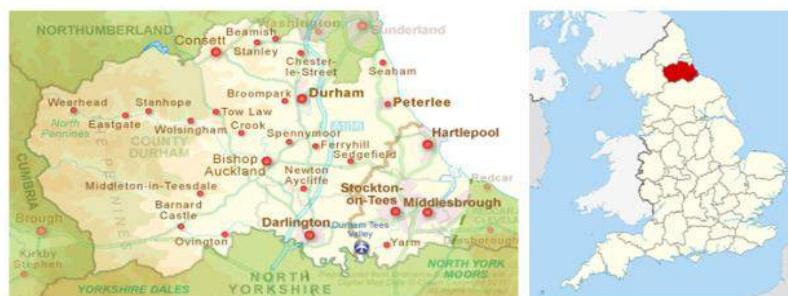 Washington
Sunderland
NORTHUMBERLAND
Beamish
Consett
Stanley
Chester-
le-Street
Seaham
Broompark
Durham
Wearhead
Stanhope
Peterlee
Tow Law
North
Pennines
Eastgate
Wolsingham
Crook
A1(M)
Spennymoor
Hartlepool
COUNTY
DURHAM
Ferryhill
Bishop
Auckland
Sedgefield
CUMBRIA
PENNINES
Newton
Aycliffe
Redcar
Middleton-in-Teesdale
Stockton-
on-Tees
Middlesbrough
Barnard
Castle
Brough
Darlington
Durham Tees
Valley
Ovington
Yarm
Kirkby
Stephen
NORTH
YORKSHIRE
NORTH YORK
MOORS
YORKSHIRE DALES